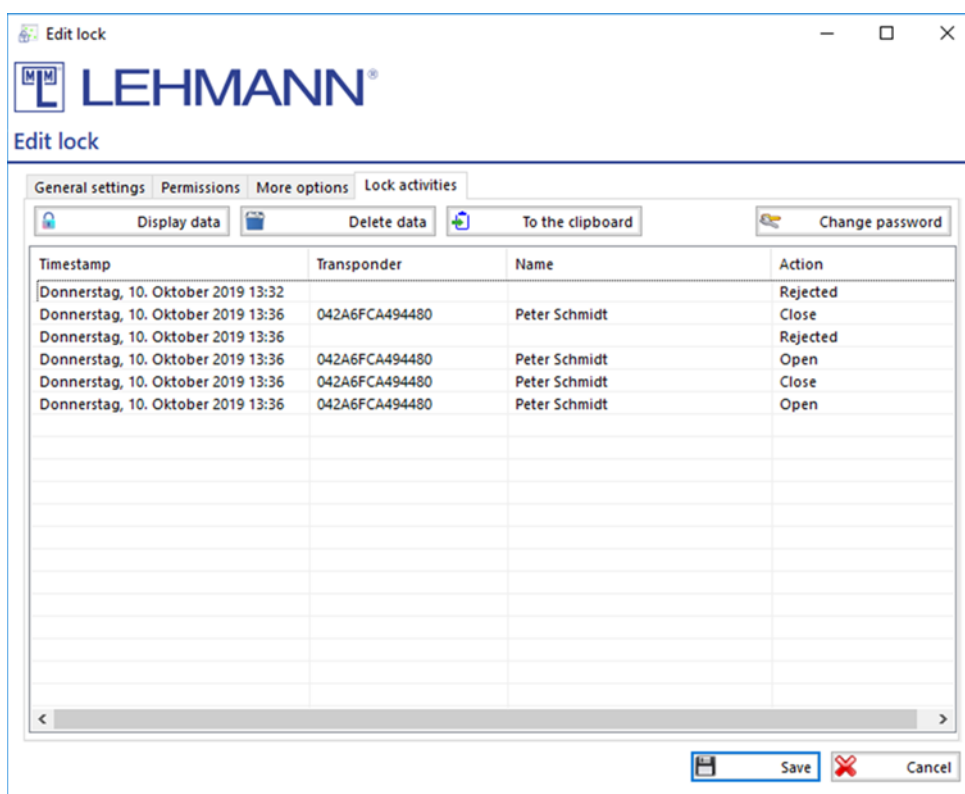 Edit lock
MLM LEHMANN®
Edit lock
General settings Permissions More options Lock activities
Display data Delete data To the clipboard Change password
Timestamp Transponder Name Action
Donnerstag, 10. Oktober 2019 13:32 Rejected
Donnerstag, 10. Oktober 2019 13:36 042A6FCA494480 Peter Schmidt Close
Donnerstag, 10. Oktober 2019 13:36 Rejected
Donnerstag, 10. Oktober 2019 13:36 042A6FCA494480 Peter Schmidt Open
Donnerstag, 10. Oktober 2019 13:36 042A6FCA494480 Peter Schmidt Close
Donnerstag, 10. Oktober 2019 13:36 042A6FCA494480 Peter Schmidt Open
Save Cancel